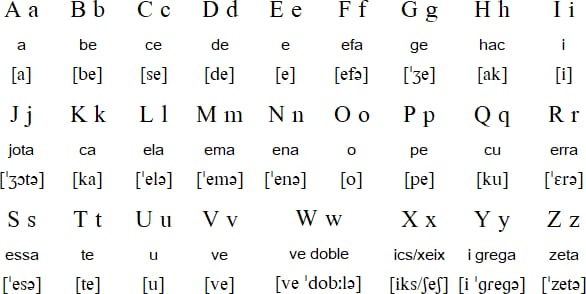 A a B b C c D d E e F f G g H h I i
a be ce de e efa ge hac i
[a] [be] [se] [de] [e] [efə] [ˈʒe] [ak] [i]
J j K k L l M m N n O o P p Q q R r
jota ca ela ema ena o pe cu erra
[ˈʒɔtə] [ka] [ˈelə] [ˈemə] [ˈenə] [o] [pe] [ku] [ˈɛrə]
S s T t U u V v W w X x Y y Z z
essa te u ve ve doble ics/xeix i grega zeta
[ˈesə] [te] [u] [ve] [ve ˈdobːlə] [iks/ʃeʃ] [i ˈgregə] [ˈzetə]